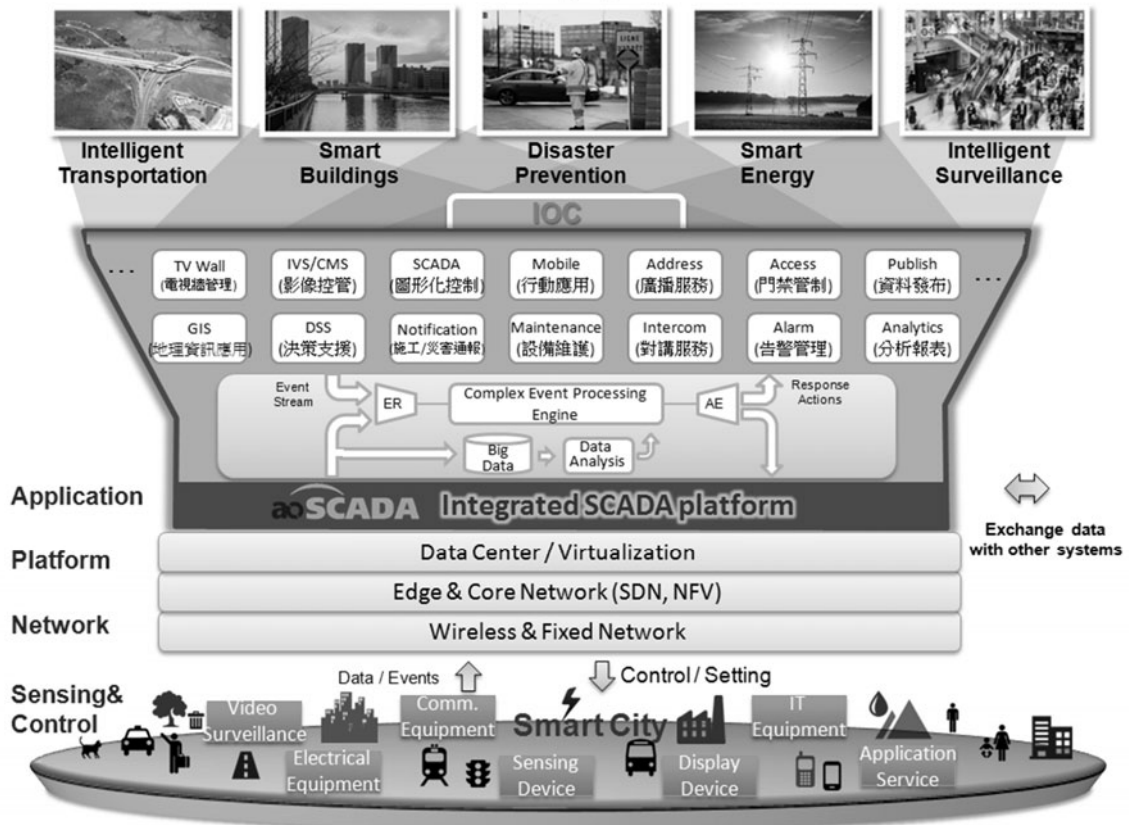 Intelligent
Transportation
Smart
Buildings
Disaster
Prevention
Smart
Energy
Intelligent
Surveillance
IOC
...
TV Wall
(電視牆管理)
IVS/CMS
(影像控管)
SCADA
(圖形化控制)
Mobile
(行動應用)
Address
(廣播服務)
Access
(門禁管制)
Publish
(資料發布)
...
GIS
(地理資訊應用)
DSS
(決策支援)
Notification
(施工/災害通報)
Maintenance
(設備維護)
Intercom
(對講服務)
Alarm
(告警管理)
Analytics
(分析報表)
Event
Stream
ER
Complex Event Processing
Engine
AE
Response
Actions
Big
Data
Data
Analysis
Application
aoSCADA Integrated SCADA platform
Exchange data
with other systems
Platform
Data Center / Virtualization
Edge & Core Network (SDN, NFV)
Network
Wireless & Fixed Network
Data / Events
Control / Setting
Sensing&
Control
Video
Surveillance
Comm.
Equipment
Smart City
IT
Equipment
Electrical
Equipment
Sensing
Device
Display
Device
Application
Service